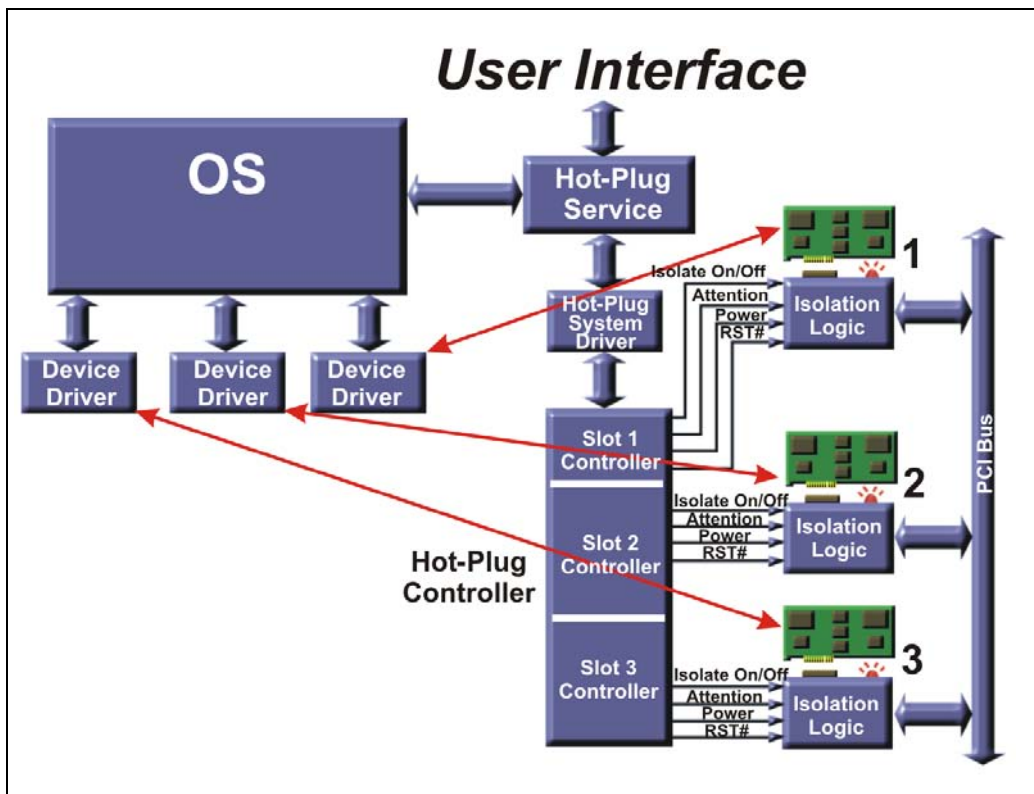 User Interface
OS
Hot-Plug
Service
1
Isolate On/Off
Attention
Power
RST#
Isolation
Logic
Hot-Plug
System
Driver
Device
Driver
Device
Driver
Device
Driver
Slot 1
Controller
2
Isolate On/Off
Attention
Power
RST#
Isolation
Logic
PCI Bus
Slot 2
Controller
Hot-Plug
Controller
3
Slot 3
Controller
Isolate On/Off
Attention
Power
RST#
Isolation
Logic